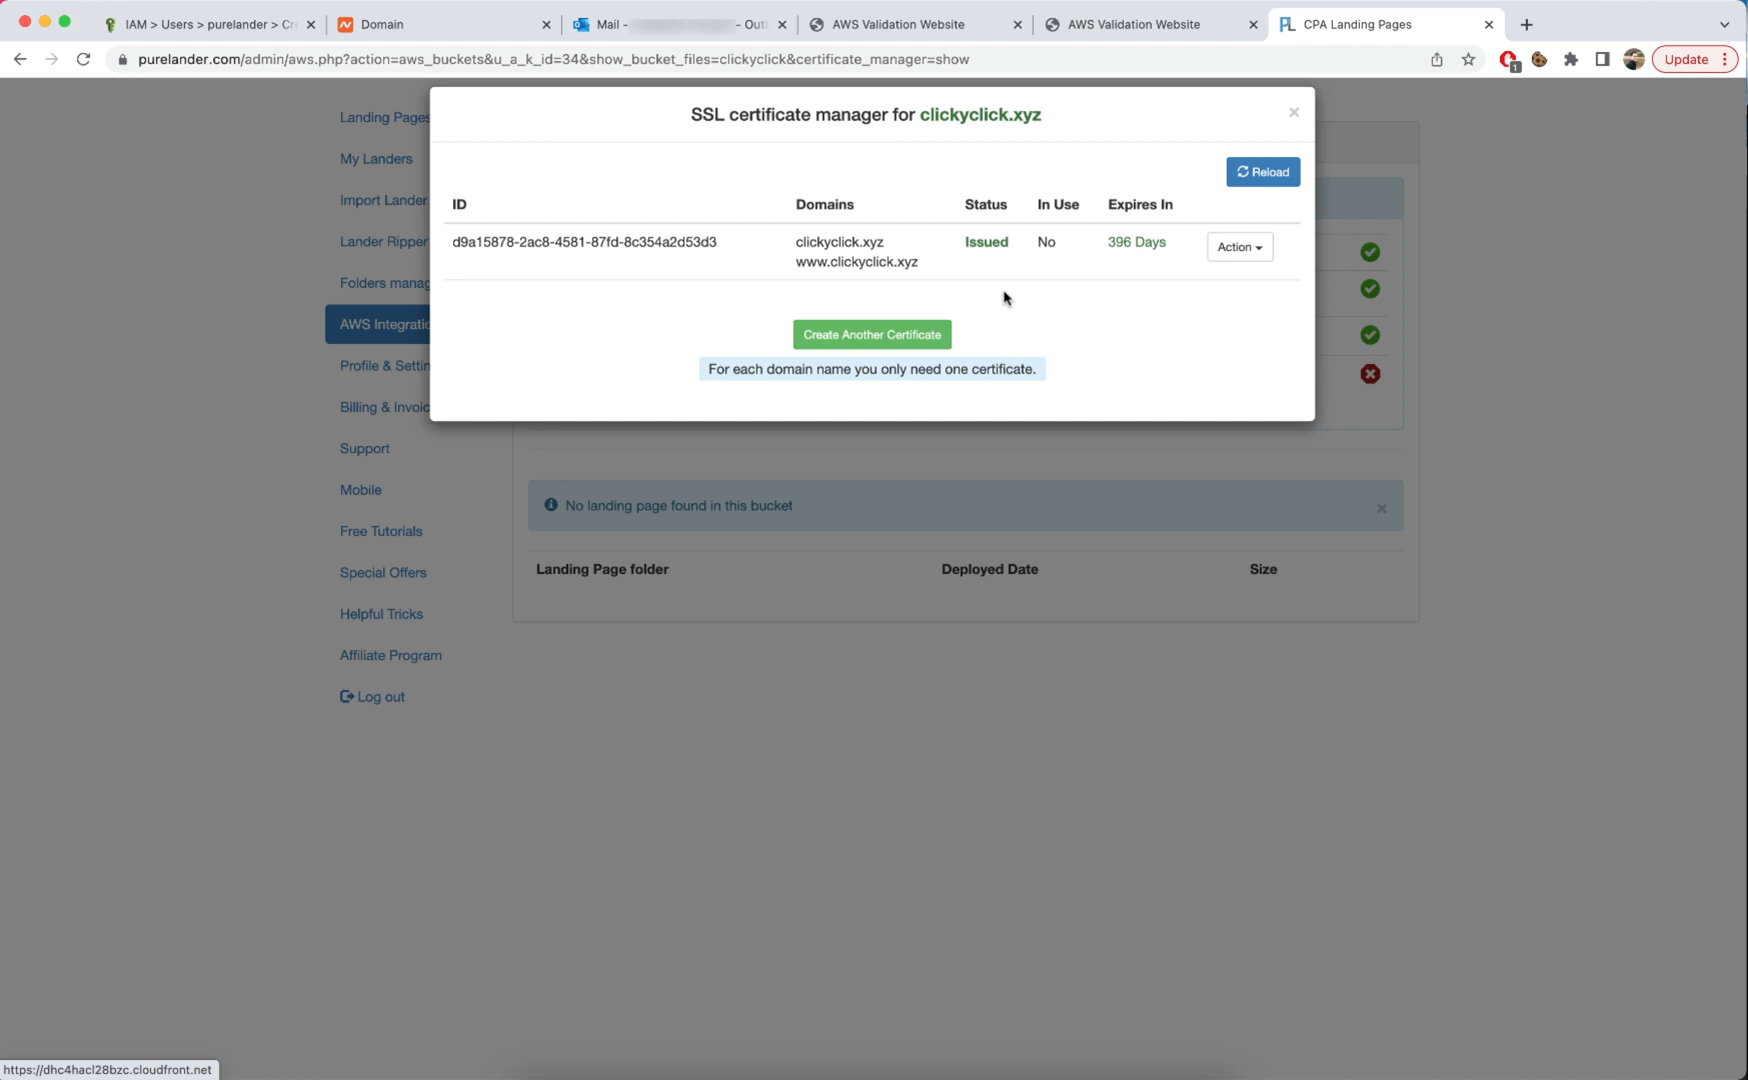 IAM > Users > purelander > Cr
Domain
Mail -
- Out
AWS Validation Website
AWS Validation Website
CPA Landing Pages
purelander.com/admin/aws.php?action=aws_buckets&u_a_k_id=34&show_bucket_files=clickyclick&certificate_manager=show
1
Update
SSL certificate manager for clickyclick.xyz
Reload
ID Domains Status In Use Expires In
d9a15878-2ac8-4581-87fd-8c354a2d53d3 clickyclick.xyz Issued No 396 Days Action
www.clickyclick.xyz
Create Another Certificate
For each domain name you only need one certificate.
Landing Pages
My Landers
Import Lander
Lander Ripper
Folders manag
AWS Integratio
Profile & Settin
Billing & Invoic
Support
Mobile
Free Tutorials
Special Offers
Helpful Tricks
Affiliate Program
Log out
No landing page found in this bucket
Landing Page folder Deployed Date Size
https://dhc4hacl28bzc.cloudfront.net